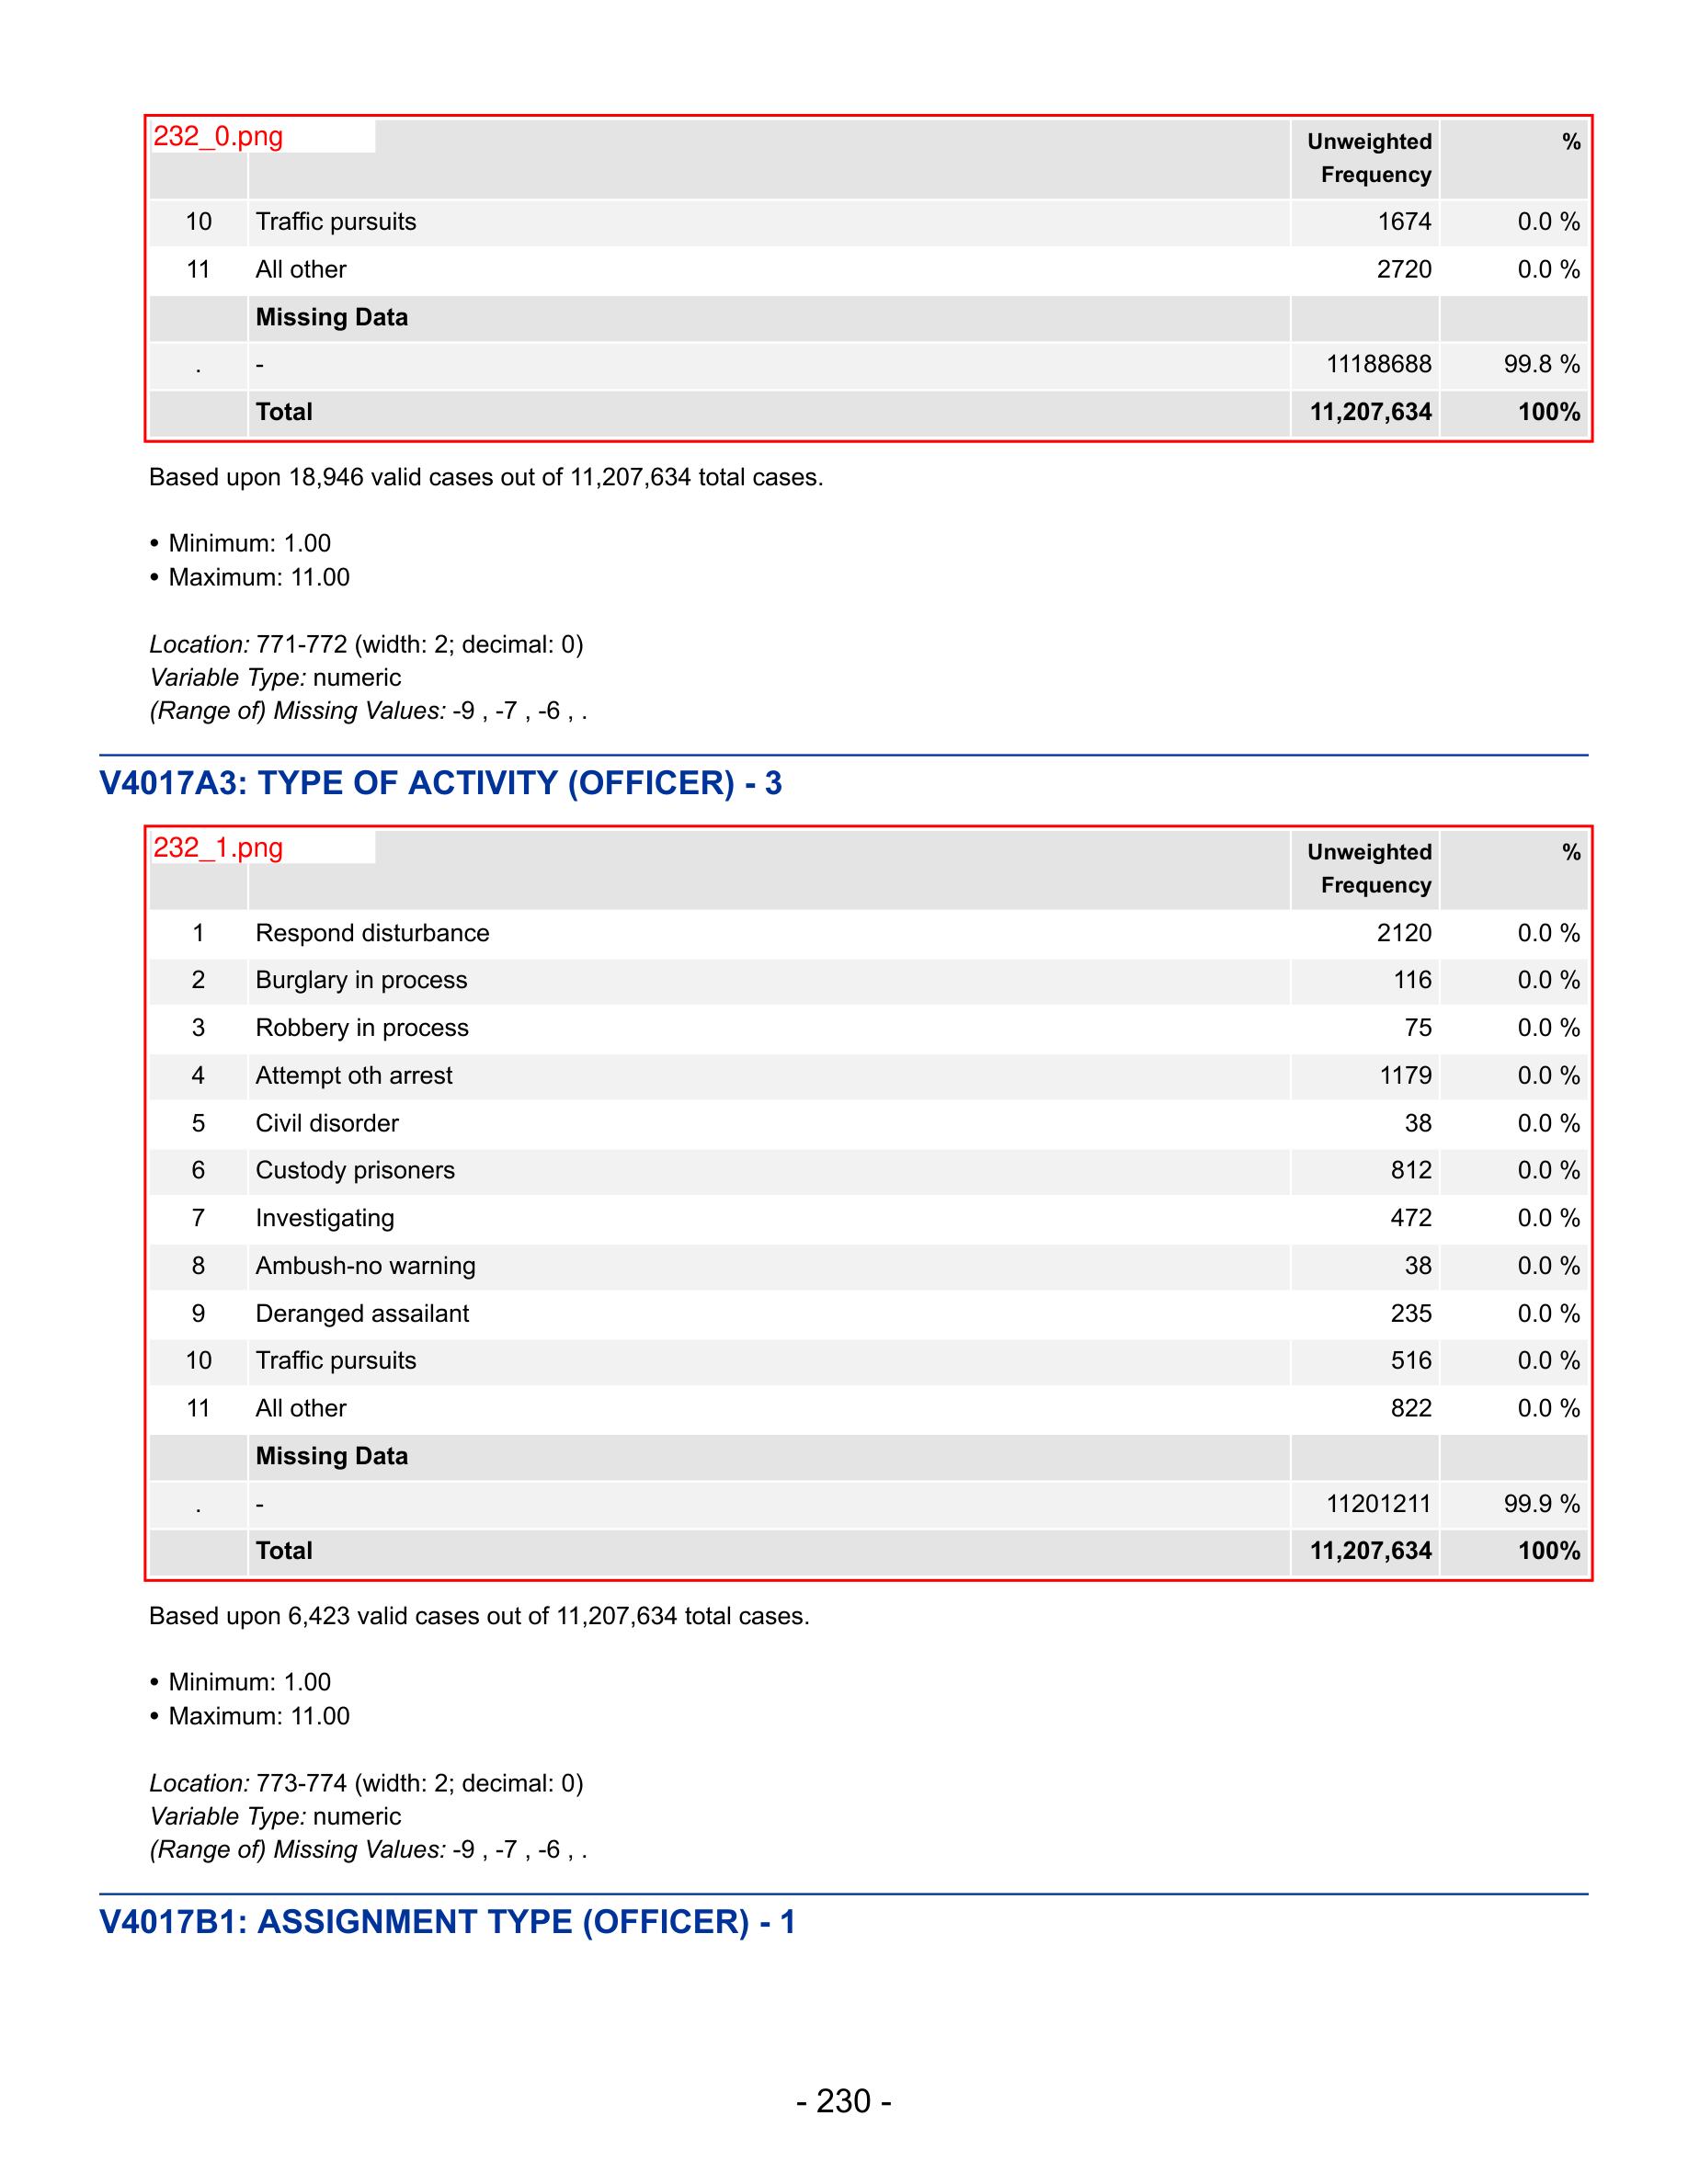 232_0.png
Unweighted Frequency %
10 Traffic pursuits 1674 0.0 %
11 All other 2720 0.0 %
Missing Data
. - 11188688 99.8 %
Total 11,207,634 100%
Based upon 18,946 valid cases out of 11,207,634 total cases.
• Minimum: 1.00
• Maximum: 11.00
Location: 771-772 (width: 2; decimal: 0)
Variable Type: numeric
(Range of) Missing Values: -9 , -7 , -6 , .
V4017A3: TYPE OF ACTIVITY (OFFICER) - 3
232_1.png
Unweighted Frequency %
1 Respond disturbance 2120 0.0 %
2 Burglary in process 116 0.0 %
3 Robbery in process 75 0.0 %
4 Attempt oth arrest 1179 0.0 %
5 Civil disorder 38 0.0 %
6 Custody prisoners 812 0.0 %
7 Investigating 472 0.0 %
8 Ambush-no warning 38 0.0 %
9 Deranged assailant 235 0.0 %
10 Traffic pursuits 516 0.0 %
11 All other 822 0.0 %
Missing Data
. - 11201211 99.9 %
Total 11,207,634 100%
Based upon 6,423 valid cases out of 11,207,634 total cases.
• Minimum: 1.00
• Maximum: 11.00
Location: 773-774 (width: 2; decimal: 0)
Variable Type: numeric
(Range of) Missing Values: -9 , -7 , -6 , .
V4017B1: ASSIGNMENT TYPE (OFFICER) - 1
- 230 -